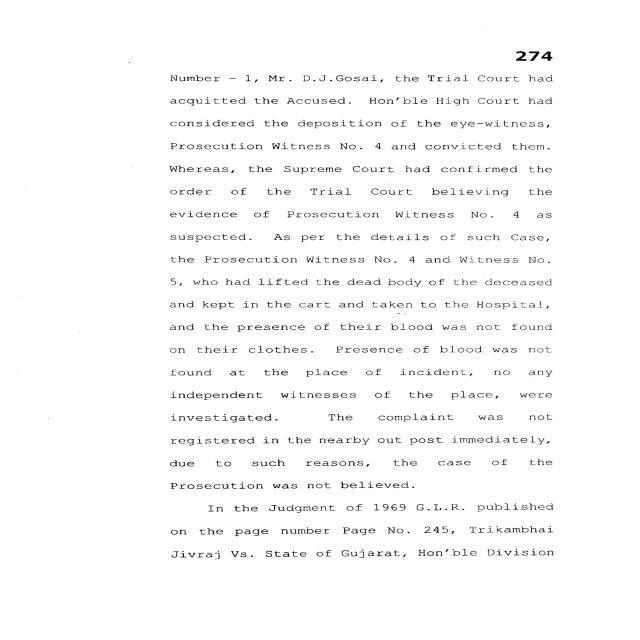 274
Number - 1, Mr. D.J.Gosai, the Trial Court had
acquitted the Accused. Hon'ble High Court had
considered the deposition of the eye-witness,
Prosecution Witness No. 4 and convicted them.
Whereas, the Supreme Court had confirmed the
order of the Trial Court believing the
evidence of Prosecution Witness No. 4 as
suspected. As per the details of such Case,
the Prosecution Witness No. 4 and Witness No.
5, who had lifted the dead body of the deceased
and kept in the cart and taken to the Hospital,
and the presence of their blood was not found
on their clothes. Presence of blood was not
found at the place of incident, no any
independent witnesses of the place, were
investigated. The complaint was not
registered in the nearby out post immediately,
due to such reasons, the case of the
Prosecution was not believed.
In the Judgment of 1969 G.L.R. published
on the page number Page No. 245, Trikambhai
Jivraj Vs. State of Gujarat, Hon'ble Division